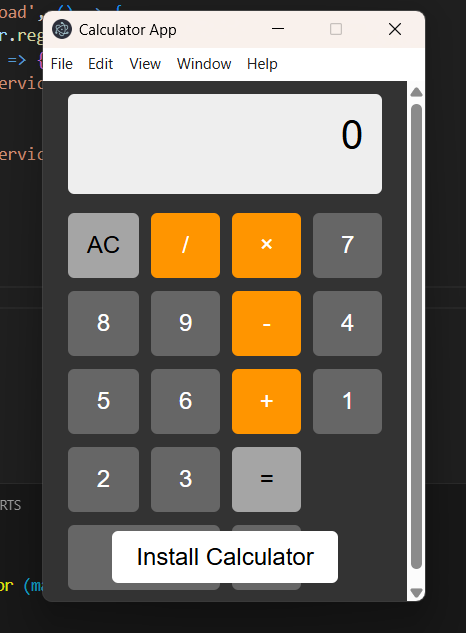 oad', () => {
Calculator App
r.reg
File Edit View Window Help
=> {
ervic
0
AC / × 7
ervic
8 9 - 4
5 6 + 1
2 3 =
RTS
Install Calculator
or (ma